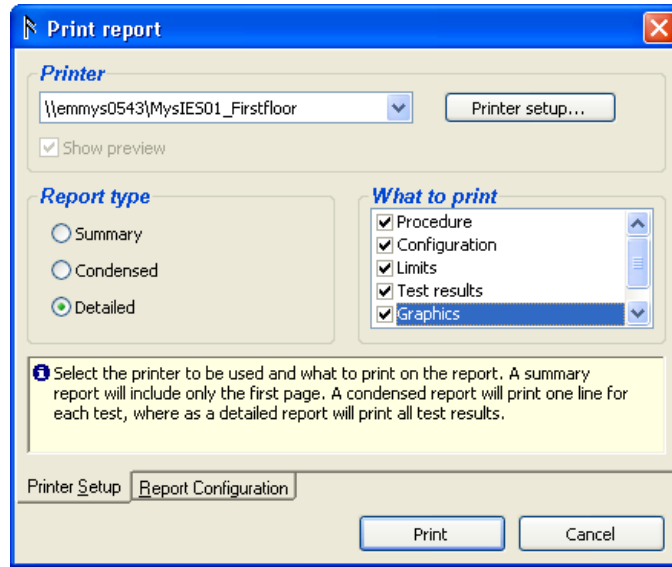 Print report
Printer
\\emmys0543\MysIES01_Firstfloor
Printer setup...
Show preview
Report type
Summary
Condensed
Detailed
What to print
Procedure
Configuration
Limits
Test results
Graphics
Select the printer to be used and what to print on the report. A summary
report will include only the first page. A condensed report will print one line for
each test, where as a detailed report will print all test results.
Printer Setup
Report Configuration
Print
Cancel